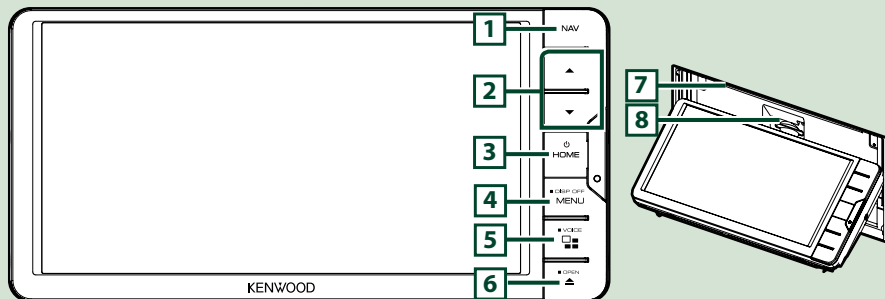 1
NAV
2
3
HOME
4
DISP OFF
MENU
5
VOICE
6
OPEN
KENWOOD
7
8